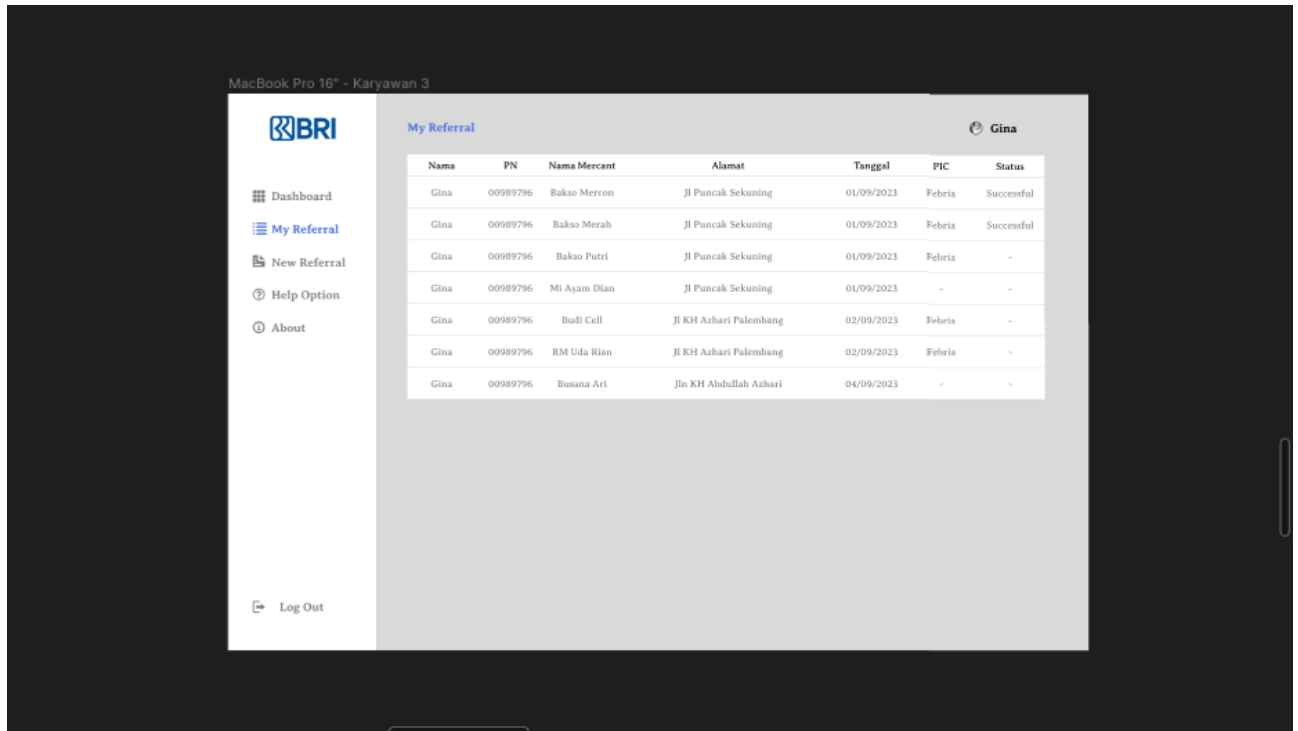 MacBook Pro 16" - Karyawan 3
BRI
Dashboard
My Referral
New Referral
Help Option
About
Log Out
My Referral
Gina
Nama PN Nama Mercant Alamat Tanggal PIC Status
Gina 00989796 Bakso Mercon Jl Puncak Sekuning 01/09/2023 Febria Successful
Gina 00989796 Bakso Merah Jl Puncak Sekuning 01/09/2023 Febria Successful
Gina 00989796 Bakso Putri Jl Puncak Sekuning 01/09/2023 Febria -
Gina 00989796 Mi Ayam Dian Jl Puncak Sekuning 01/09/2023 - -
Gina 00989796 Budi Cell Jl KH Azhari Palembang 02/09/2023 Febria -
Gina 00989796 RM Uda Rian Jl KH Azhari Palembang 02/09/2023 Febria -
Gina 00989796 Busana Ari Jln KH Abdullah Azhari 04/09/2023 - -